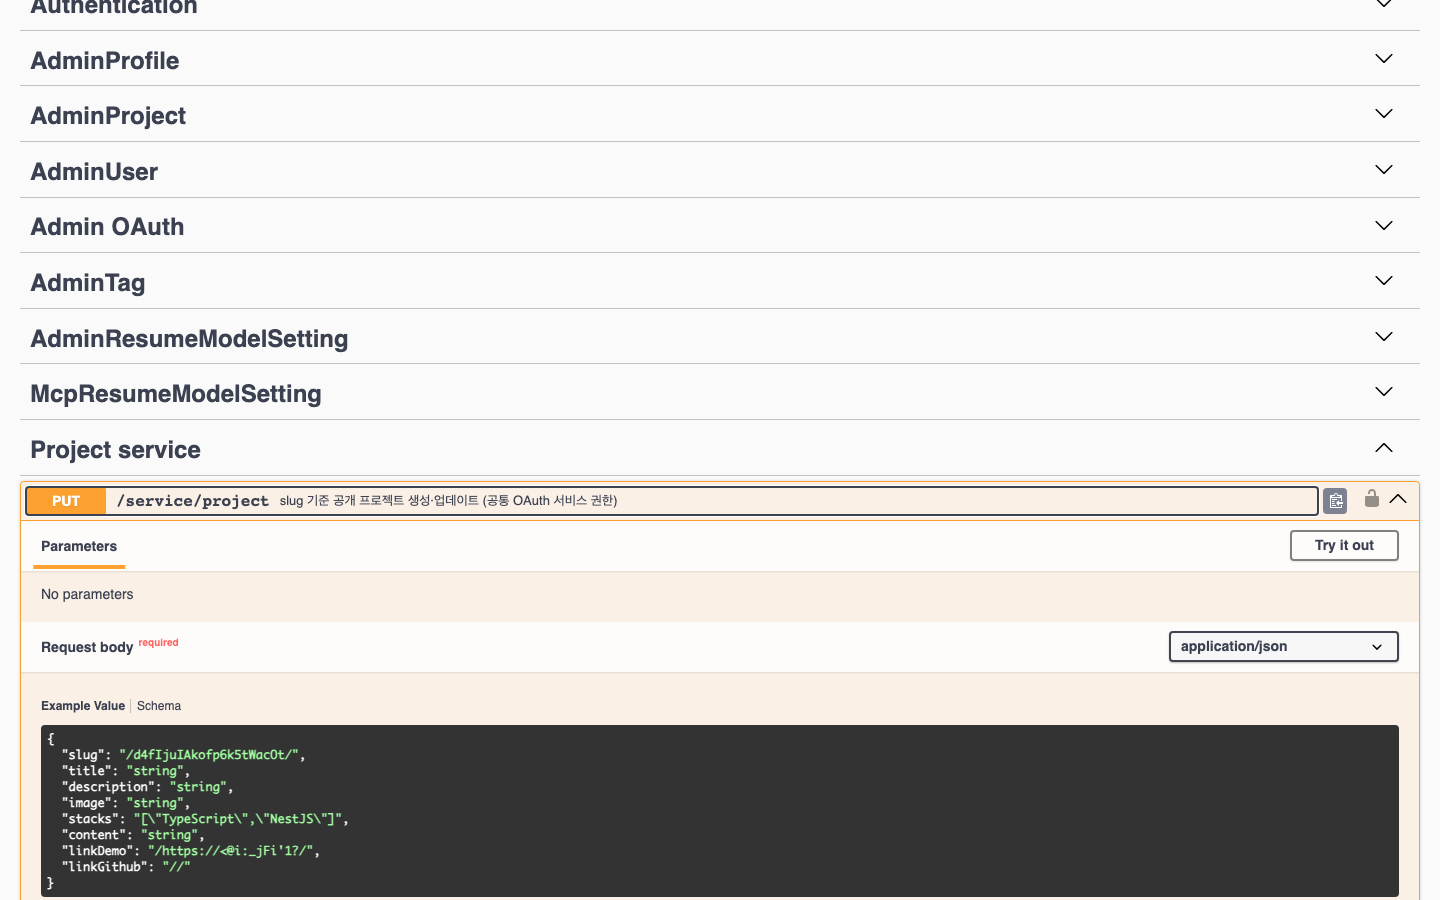 Authentication
AdminProfile
AdminProject
AdminUser
Admin OAuth
AdminTag
AdminResumeModelSetting
McpResumeModelSetting
Project service
PUT /service/project slug 기준 공개 프로젝트 생성·업데이트 (공통 OAuth 서비스 권한)
Parameters Try it out
No parameters
Request body required application/json
Example Value Schema
{
"slug": "/d4fIjuIAkofp6k5tWacOt/",
"title": "string",
"description": "string",
"image": "string",
"stacks": "[\"TypeScript\",\"NestJS\"]",
"content": "string",
"linkDemo": "/https://<@i:_jFi'1?/",
"linkGithub": "//"
}